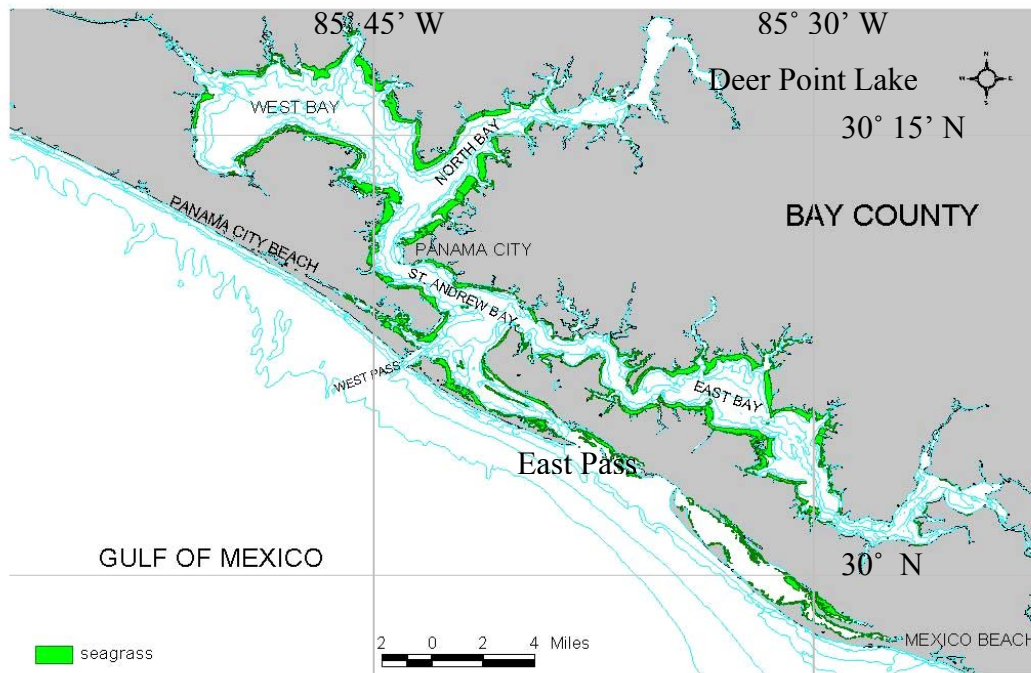 85˚ 45’ W
85˚ 30’ W
N
W
E
S
Deer Point Lake
WEST BAY
30˚ 15’ N
NORTH BAY
BAY COUNTY
PANAMA CITY BEACH
PANAMA CITY
ST. ANDREW BAY
WEST PASS
EAST BAY
East Pass
GULF OF MEXICO
30˚ N
MEXICO BEACH
seagrass
2 0 2 4 Miles